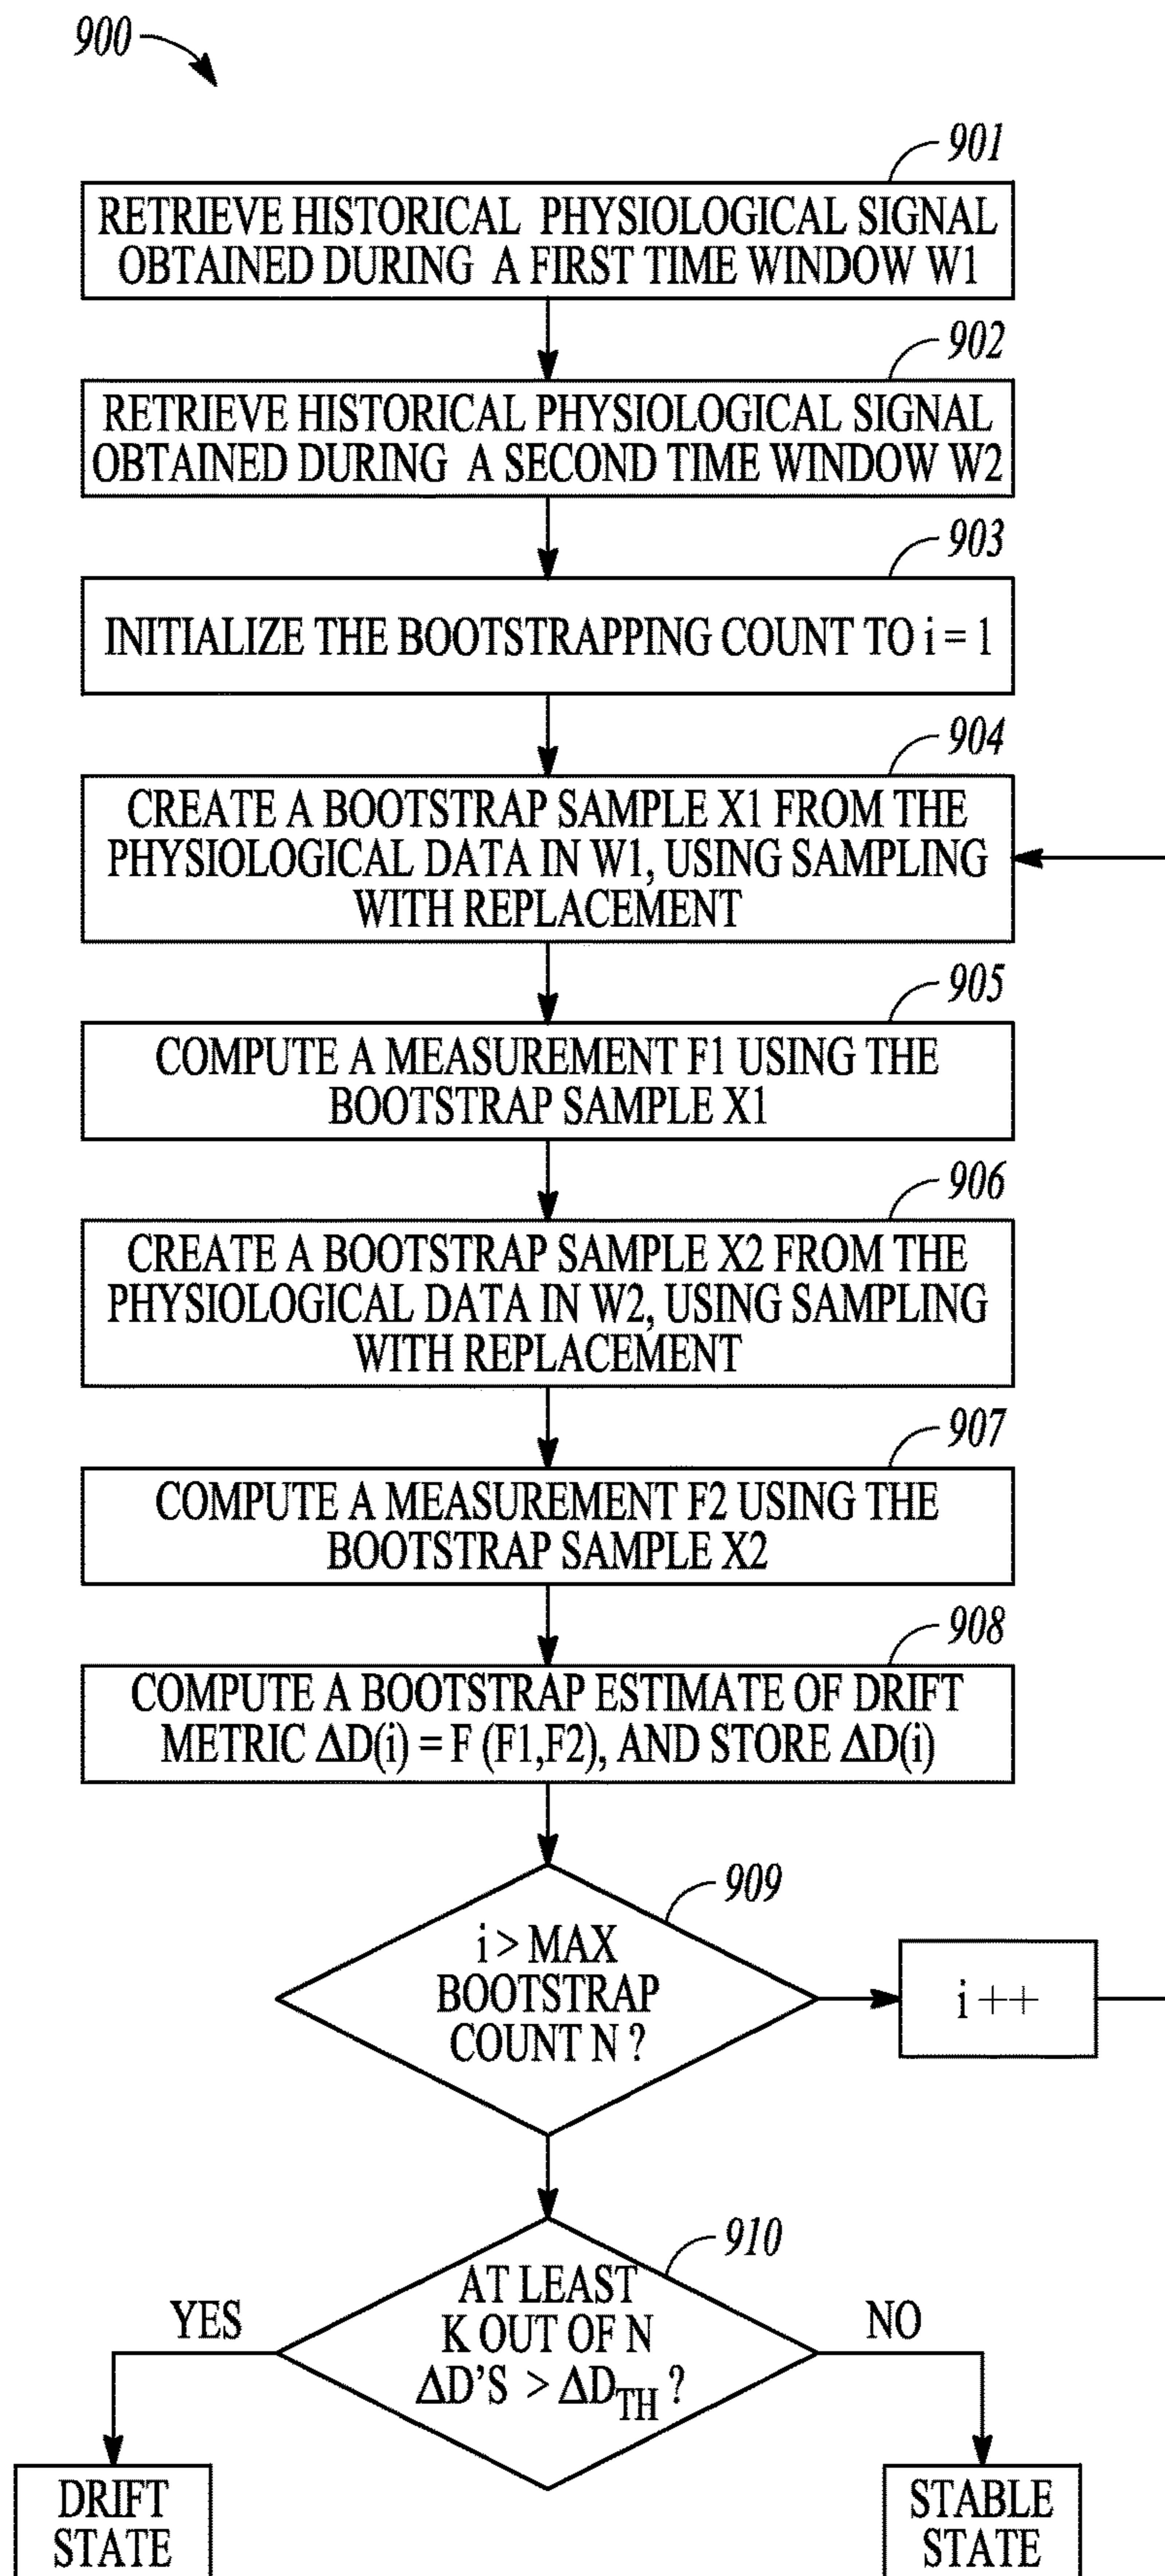 900
901
RETRIEVE HISTORICAL PHYSIOLOGICAL SIGNAL
OBTAINED DURING A FIRST TIME WINDOW W1
902
RETRIEVE HISTORICAL PHYSIOLOGICAL SIGNAL
OBTAINED DURING A SECOND TIME WINDOW W2
903
INITIALIZE THE BOOTSTRAPPING COUNT TO i = 1
904
CREATE A BOOTSTRAP SAMPLE X1 FROM THE
PHYSIOLOGICAL DATA IN W1, USING SAMPLING
WITH REPLACEMENT
905
COMPUTE A MEASUREMENT F1 USING THE
BOOTSTRAP SAMPLE X1
906
CREATE A BOOTSTRAP SAMPLE X2 FROM THE
PHYSIOLOGICAL DATA IN W2, USING SAMPLING
WITH REPLACEMENT
907
COMPUTE A MEASUREMENT F2 USING THE
BOOTSTRAP SAMPLE X2
908
COMPUTE A BOOTSTRAP ESTIMATE OF DRIFT
METRIC ΔD(i) = F (F1,F2), AND STORE ΔD(i)
909
i > MAX
BOOTSTRAP
COUNT N ?
i ++
910
AT LEAST
K OUT OF N
ΔD’S > ΔD_TH ?
YES
NO
DRIFT
STATE
STABLE
STATE